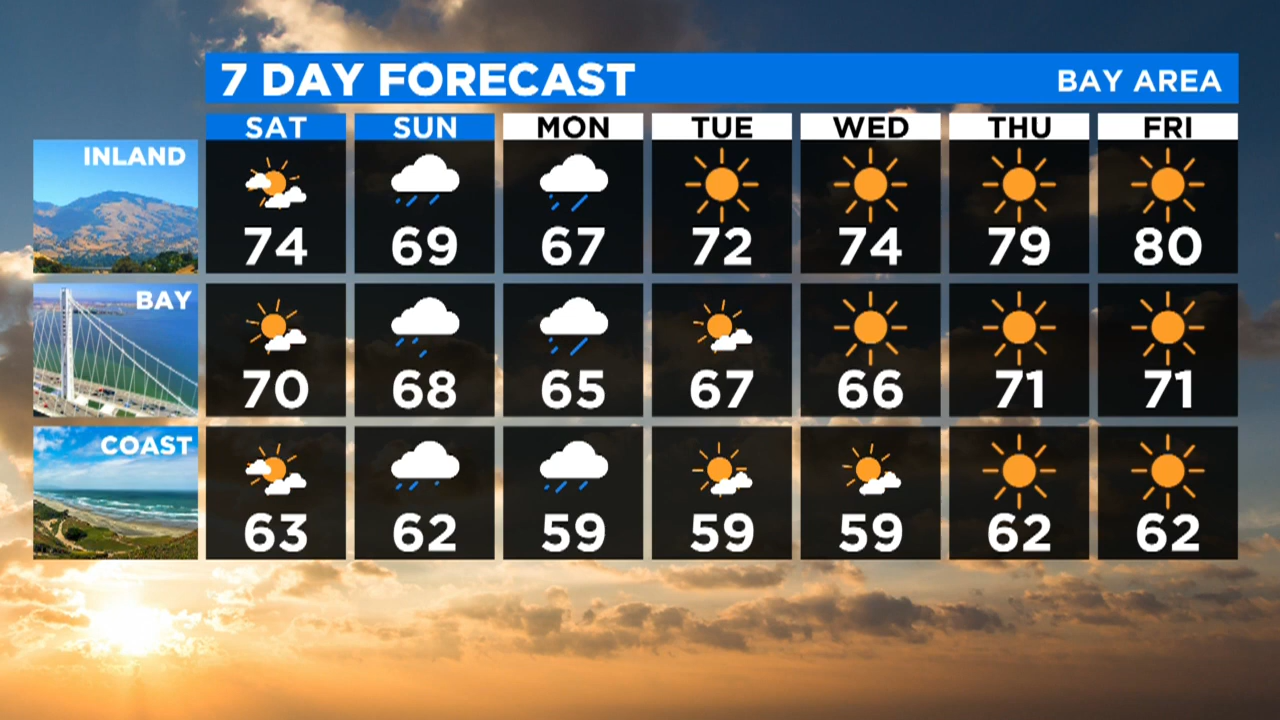 7 DAY FORECAST BAY AREA
SAT SUN MON TUE WED THU FRI
INLAND
74 69 67 72 74 79 80
BAY
70 68 65 67 66 71 71
COAST
63 62 59 59 59 62 62